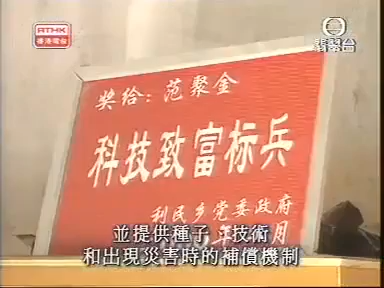 RTHK
香港電台
翡翠台
奖给：范聚金
科技致富标兵
利民乡党委政府
年 月
並提供種子、技術
和出現災害時的補償機制